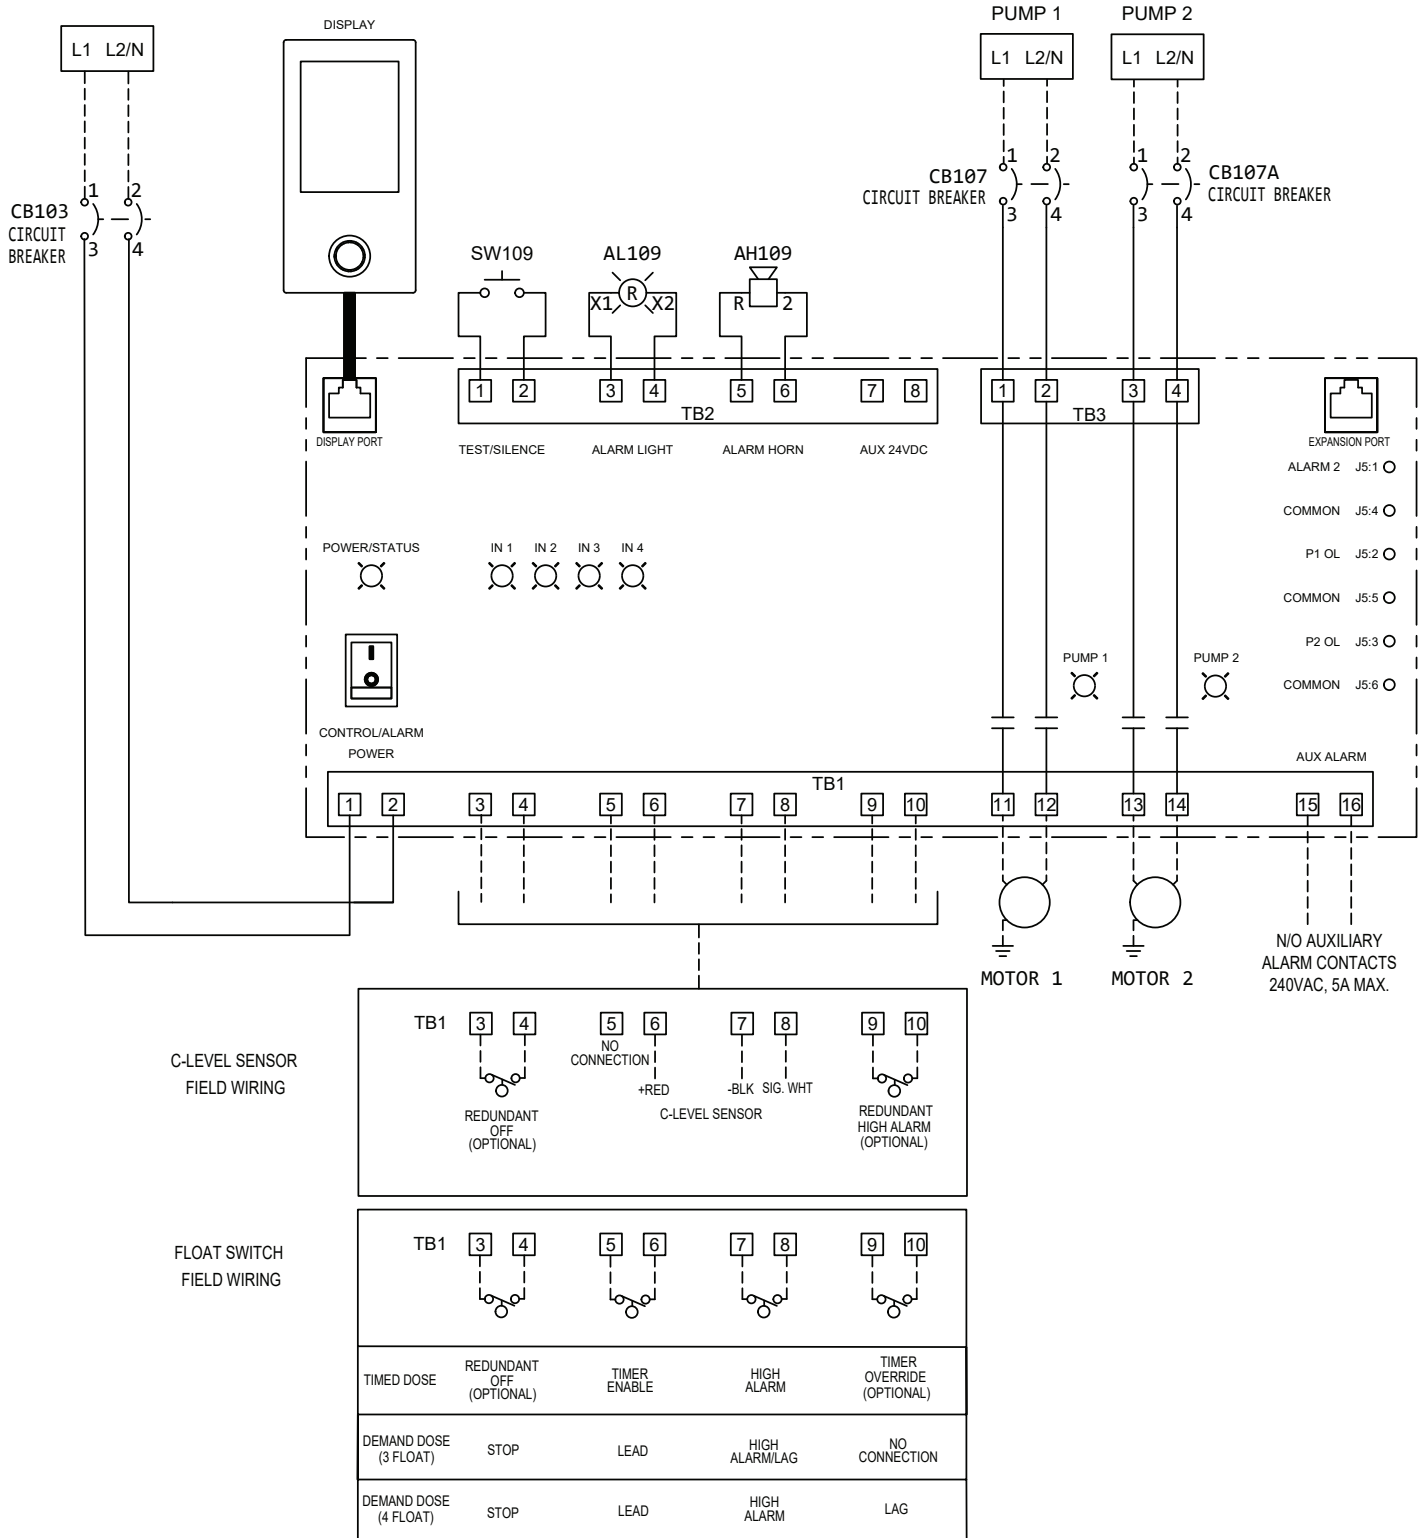 DISPLAY
PUMP 1 PUMP 2
L1 L2/N
L1 L2/N
L1 L2/N
CB103
CIRCUIT
BREAKER
1 2
3 4
CB107
CIRCUIT BREAKER
1 2
3 4
1 2
3 4
CB107A
CIRCUIT BREAKER
SW109
AL109
X1 R X2
AH109
R 2
1 2 3 4 5 6 7 8
TB2
1 2 3 4
TB3
DISPLAY PORT
TEST/SILENCE
ALARM LIGHT
ALARM HORN
AUX 24VDC
EXPANSION PORT
ALARM 2 J5:1
COMMON J5:4
P1 OL J5:2
COMMON J5:5
P2 OL J5:3
COMMON J5:6
POWER/STATUS
IN 1 IN 2 IN 3 IN 4
PUMP 1
PUMP 2
CONTROL/ALARM
POWER
AUX ALARM
TB1
1 2 3 4 5 6 7 8 9 10 11 12 13 14 15 16
MOTOR 1
MOTOR 2
N/O AUXILIARY
ALARM CONTACTS
240VAC, 5A MAX.
C-LEVEL SENSOR
FIELD WIRING
TB1 3 4 5 6 7 8 9 10
NO
CONNECTION
+RED
-BLK SIG. WHT
C-LEVEL SENSOR
REDUNDANT
OFF
(OPTIONAL)
REDUNDANT
HIGH ALARM
(OPTIONAL)
FLOAT SWITCH
FIELD WIRING
TB1 3 4 5 6 7 8 9 10
TIMED DOSE
REDUNDANT
OFF
(OPTIONAL)
TIMER
ENABLE
HIGH
ALARM
TIMER
OVERRIDE
(OPTIONAL)
DEMAND DOSE
(3 FLOAT)
STOP
LEAD
HIGH
ALARM/LAG
NO
CONNECTION
DEMAND DOSE
(4 FLOAT)
STOP
LEAD
HIGH
ALARM
LAG